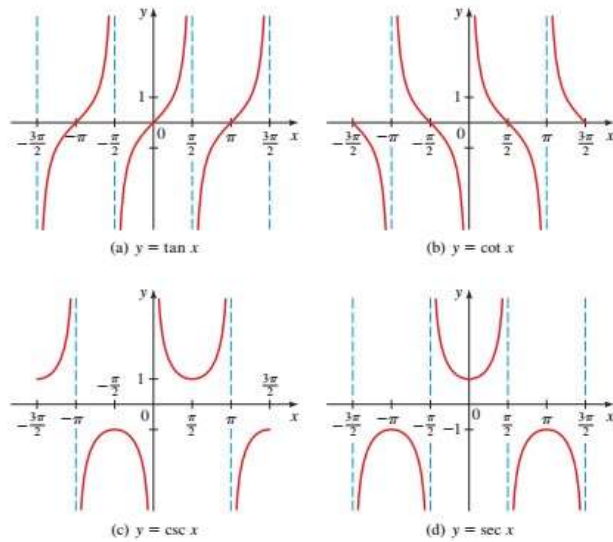 y
y
1
1
-3π/2
-π
-π/2
0
π/2
π
3π/2
x
-3π/2
-π
-π/2
0
π/2
π
3π/2
x
(a) y = tan x
(b) y = cot x
y
y
-π/2
1
3π/2
-3π/2
-π
0
π/2
π
x
-3π/2
-π
-π/2
0
π/2
π
3π/2
x
-1
(c) y = csc x
(d) y = sec x